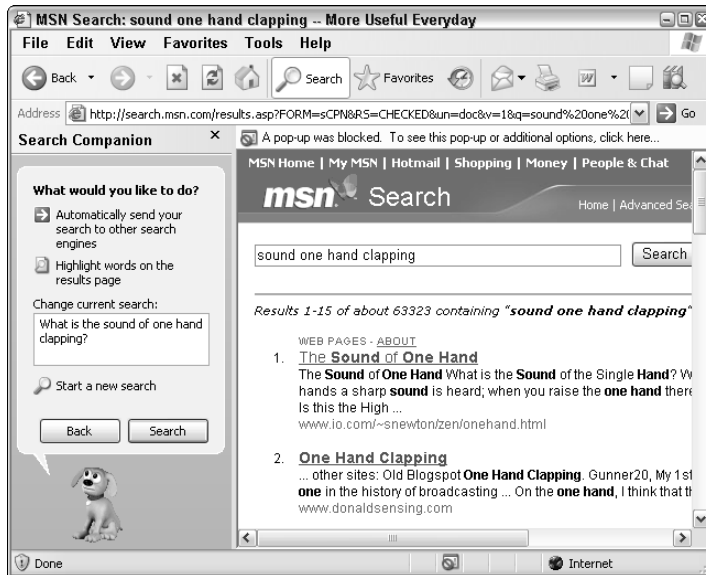 MSN Search: sound one hand clapping -- More Useful Everyday
File Edit View Favorites Tools Help
Back Search Favorites
Address http://search.msn.com/results.asp?FORM=sCPN&RS=CHECKED&un=doc&v=1&q=sound%20one%20 Go
Search Companion
A pop-up was blocked. To see this pop-up or additional options, click here...
MSN Home | My MSN | Hotmail | Shopping | Money | People & Chat
msn Search
Home | Advanced Sea
What would you like to do?
Automatically send your
search to other search
engines
Highlight words on the
results page
Change current search:
What is the sound of one hand
clapping?
Start a new search
Back Search
sound one hand clapping Search
Results 1-15 of about 63323 containing "sound one hand clapping"
WEB PAGES - ABOUT
1. The Sound of One Hand
The Sound of One Hand What is the Sound of the Single Hand? W
hands a sharp sound is heard; when you raise the one hand there
Is this the High ...
www.io.com/~snewton/zen/onehand.html
2. One Hand Clapping
... other sites: Old Blogspot One Hand Clapping. Gunner20, My 1st
one in the history of broadcasting ... On the one hand, I think that th
www.donaldsensing.com
Done Internet